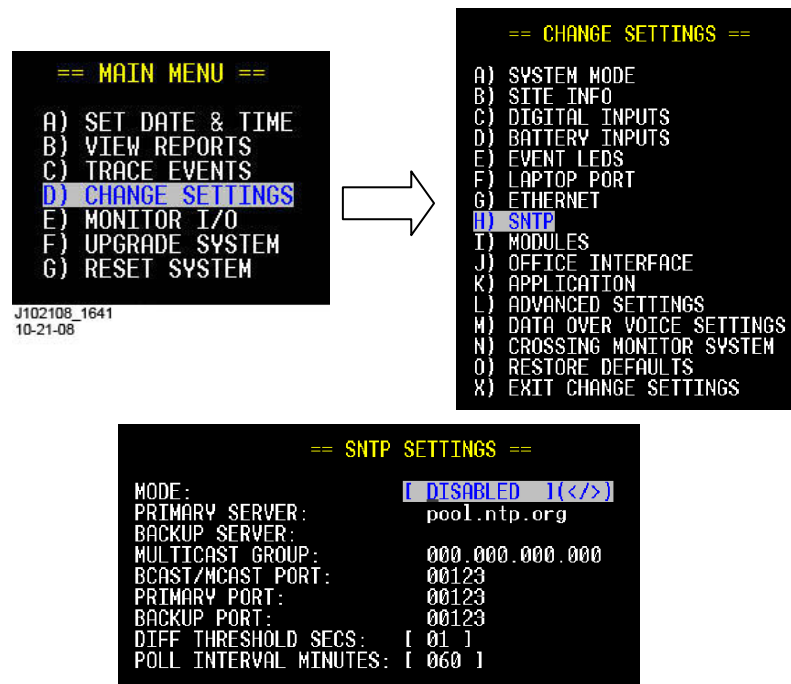 == MAIN MENU ==
A) SET DATE & TIME
B) VIEW REPORTS
C) TRACE EVENTS
D) CHANGE SETTINGS
E) MONITOR I/O
F) UPGRADE SYSTEM
G) RESET SYSTEM
J102108_1641
10-21-08
== CHANGE SETTINGS ==
A) SYSTEM MODE
B) SITE INFO
C) DIGITAL INPUTS
D) BATTERY INPUTS
E) EVENT LEDS
F) LAPTOP PORT
G) ETHERNET
H) SNTP
I) MODULES
J) OFFICE INTERFACE
K) APPLICATION
L) ADVANCED SETTINGS
M) DATA OVER VOICE SETTINGS
N) CROSSING MONITOR SYSTEM
O) RESTORE DEFAULTS
X) EXIT CHANGE SETTINGS
== SNTP SETTINGS ==
MODE: [ DISABLED ](</>)
PRIMARY SERVER: pool.ntp.org
BACKUP SERVER:
MULTICAST GROUP: 000.000.000.000
BCAST/MCAST PORT: 00123
PRIMARY PORT: 00123
BACKUP PORT: 00123
DIFF THRESHOLD SECS: [ 01 ]
POLL INTERVAL MINUTES: [ 060 ]